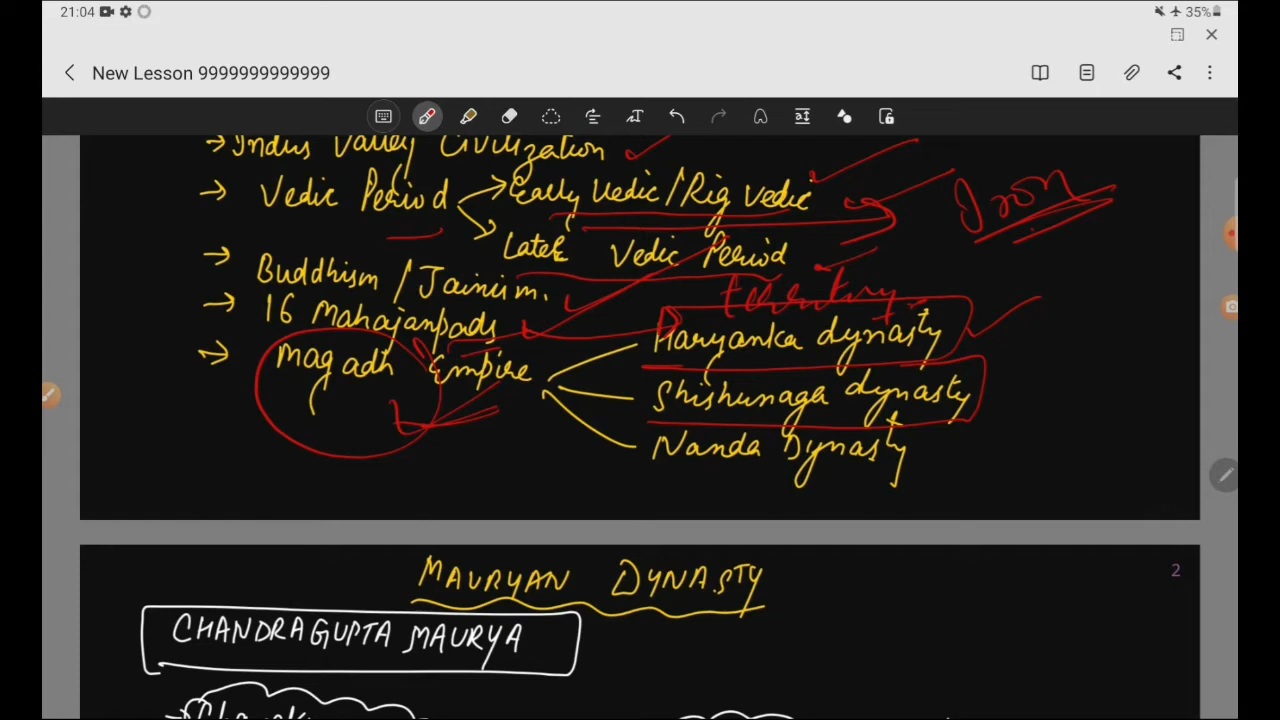 21:04
35%
New Lesson 9999999999999
→ Indus Valley Civilization
→ Vedic Period → Early Vedic/Rig Vedic
Iron
→ Later Vedic Period
→ Buddhism / Jainism.
territory
→ 16 Mahajanpads
Haryanka dynasty
→ Magadh Empire
Shishunaga dynasty
Nanda Dynasty
MAURYAN DYNASTY
2
CHANDRAGUPTA MAURYA